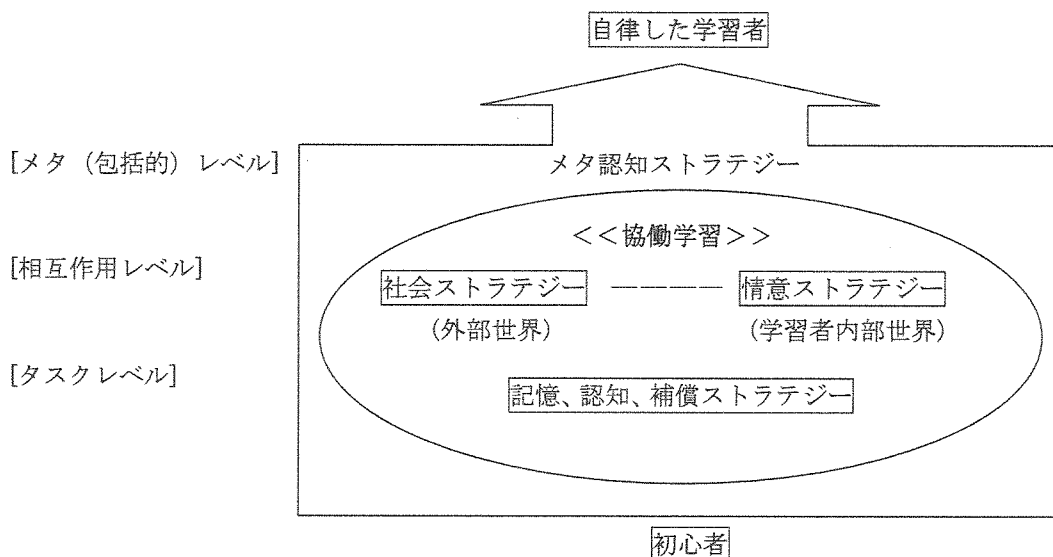 自律した学習者
[メタ（包括的）レベル]
メタ認知ストラテジー
＜＜協働学習＞＞
[相互作用レベル]
社会ストラテジー ───── 情意ストラテジー
（外部世界）
（学習者内部世界）
[タスクレベル]
記憶、認知、補償ストラテジー
初心者